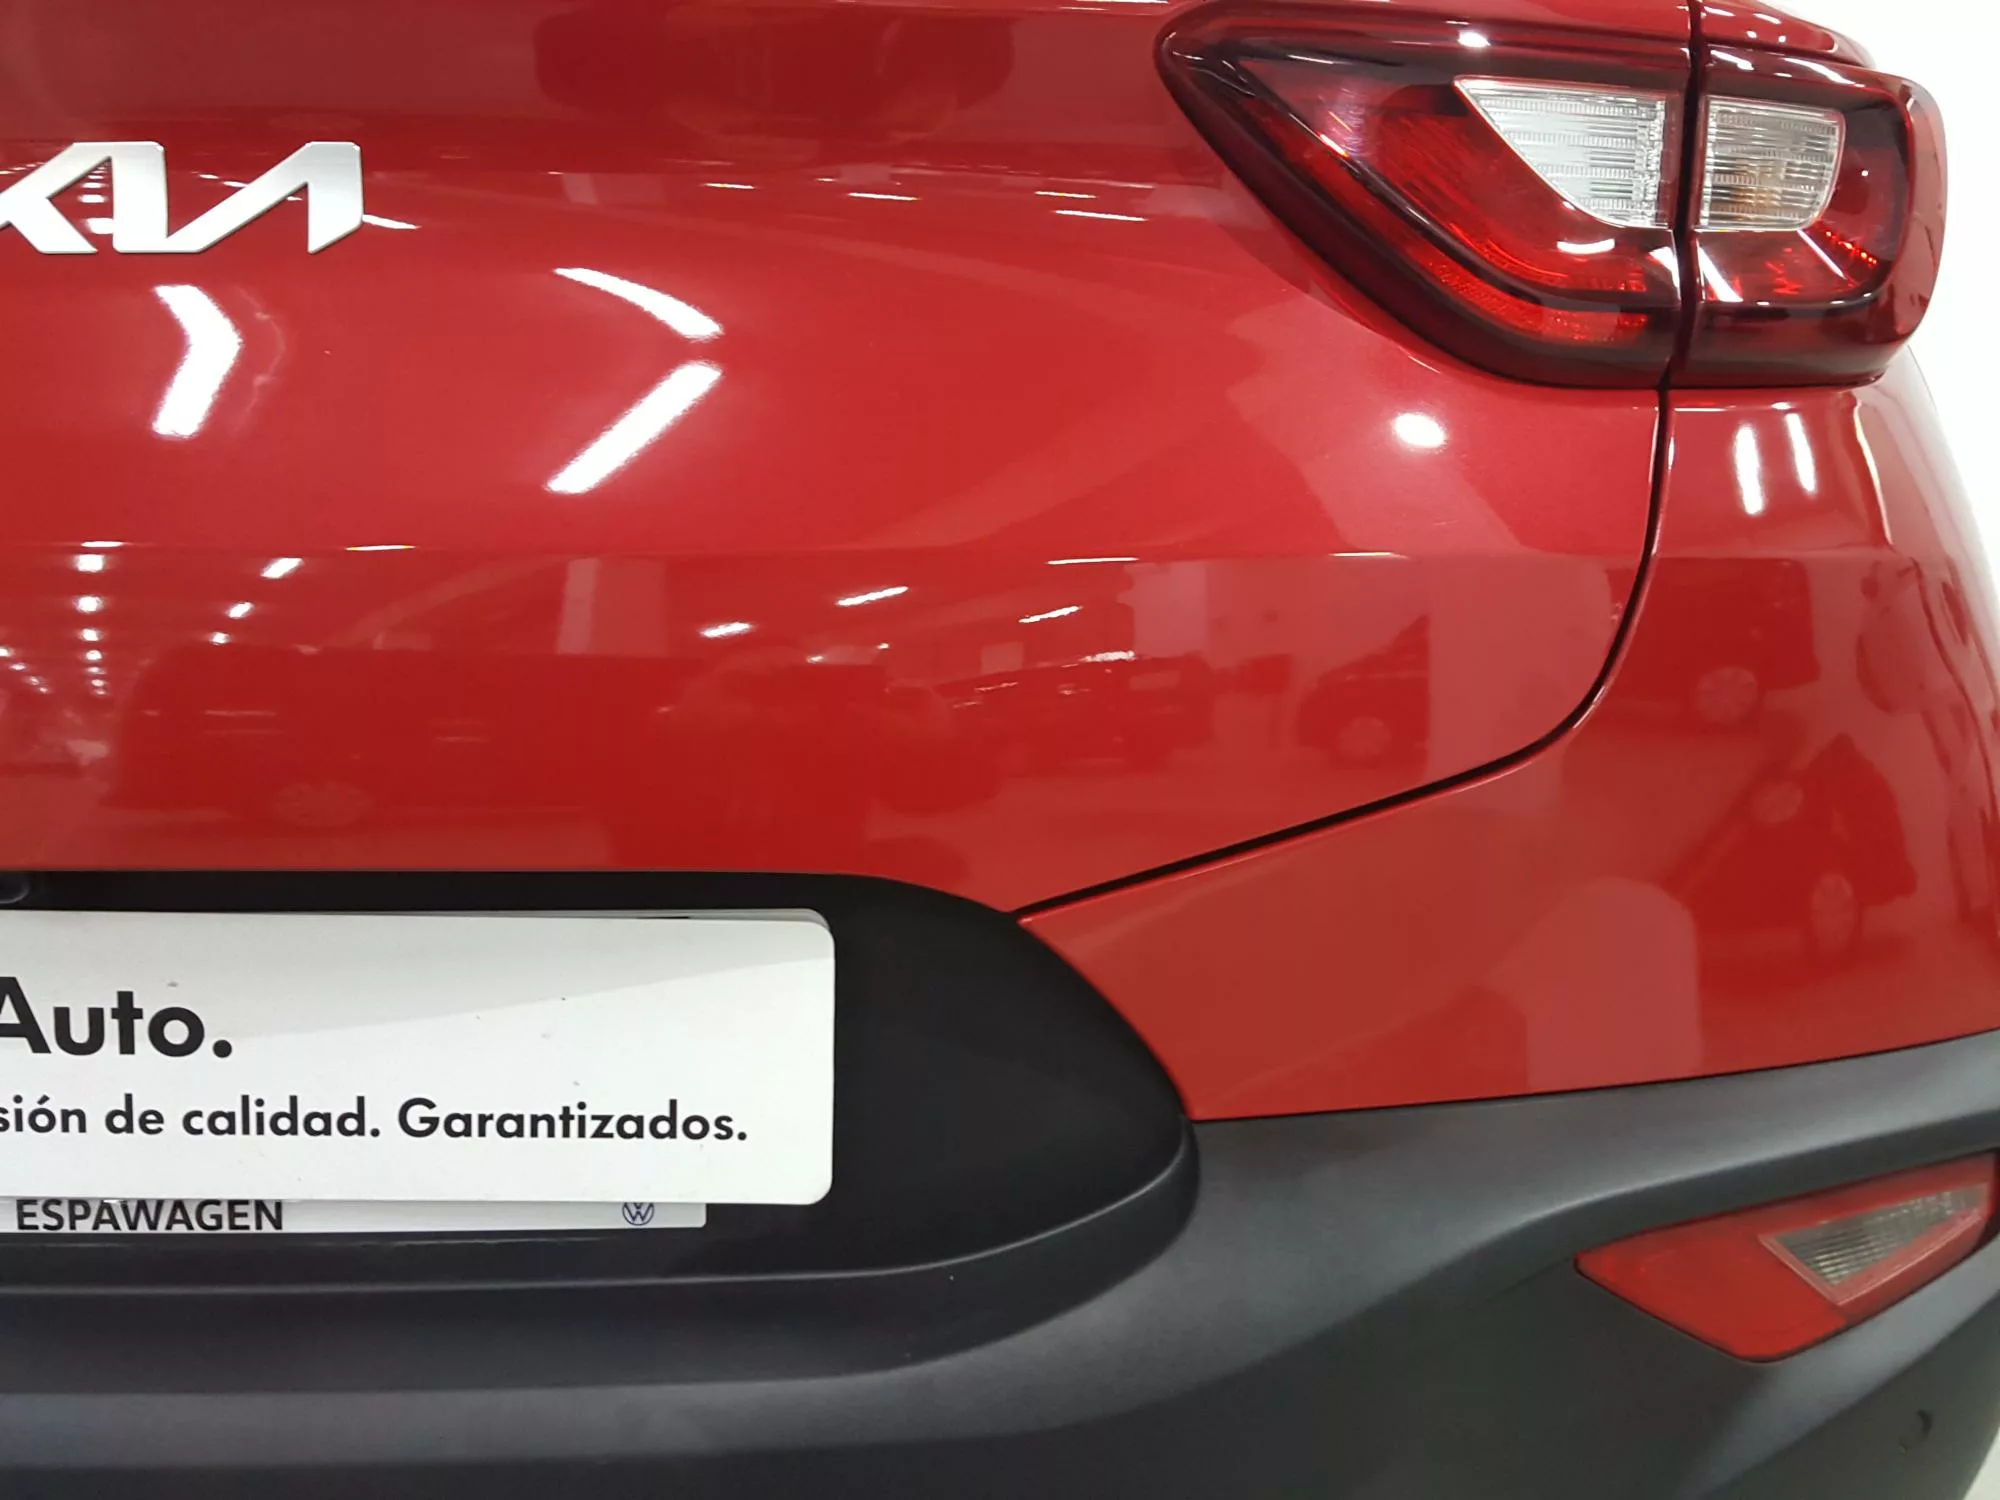 KIA
Auto.
sión de calidad. Garantizados.
ESPAWAGEN